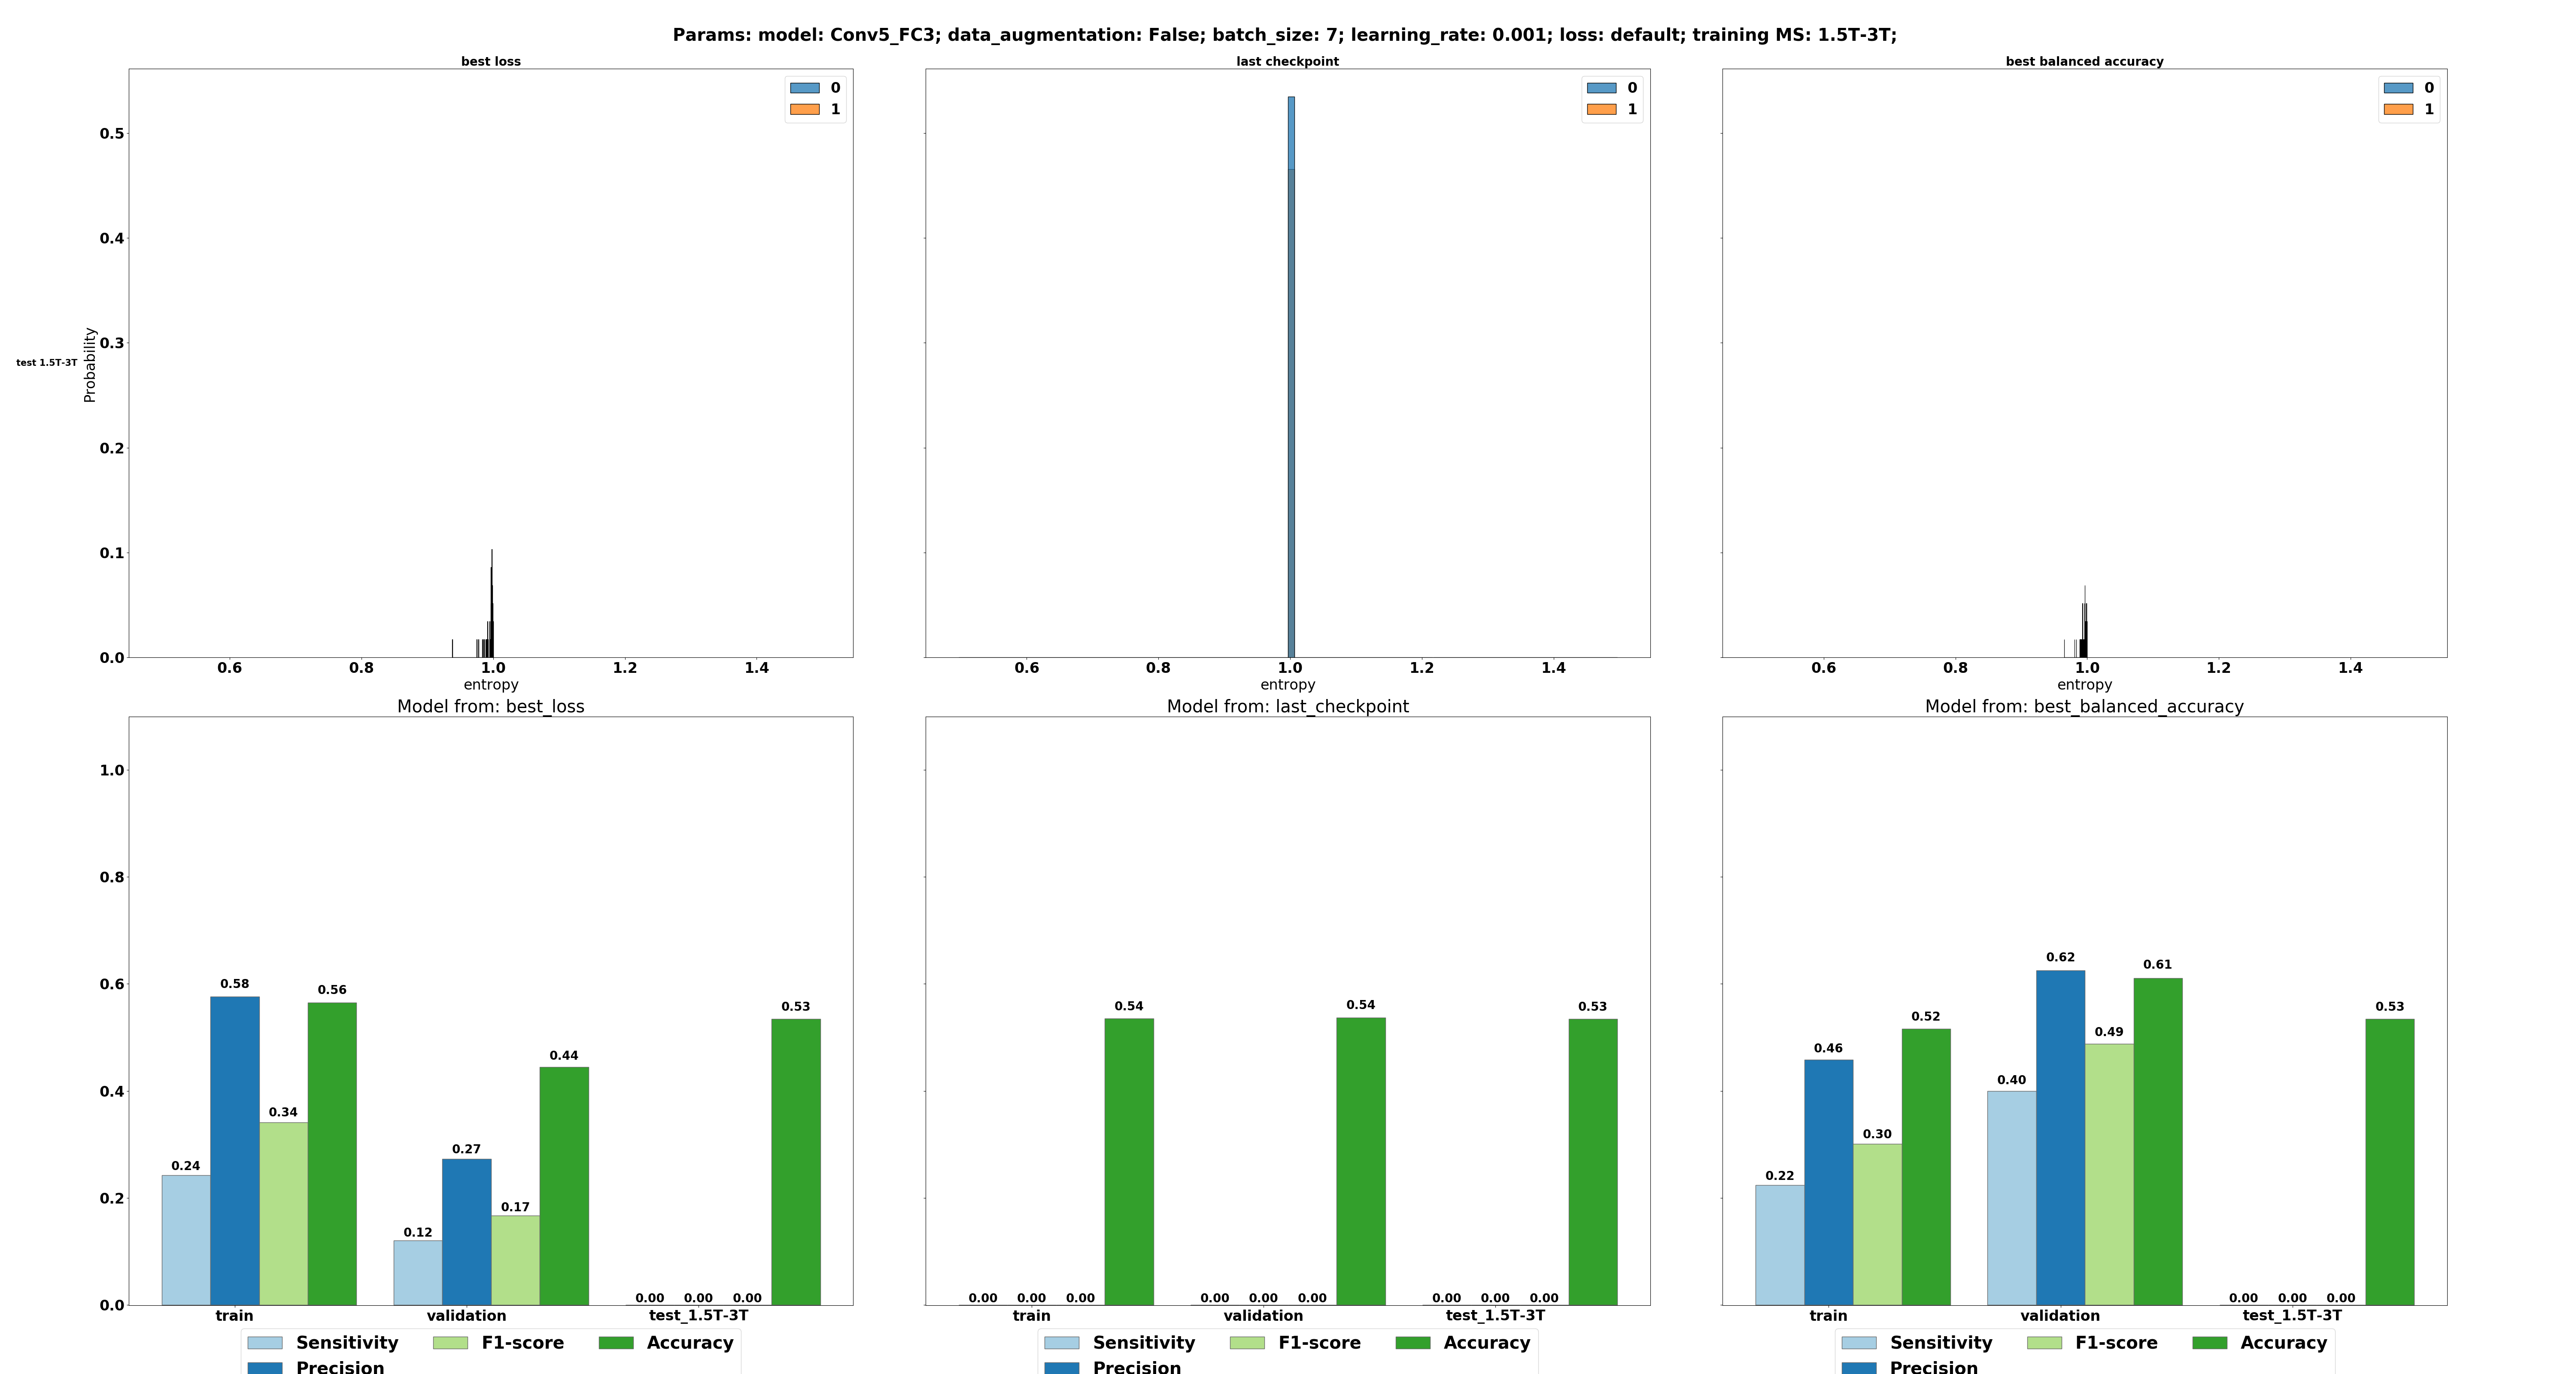 Params: model: Conv5_FC3; data_augmentation: False; batch_size: 7; learning_rate: 0.001; loss: default; training MS: 1.5T-3T;
best loss
last checkpoint
best balanced accuracy
0
1
0
1
0
1
0.5
0.4
0.3
0.2
0.1
0.0
Probability
test 1.5T-3T
0.6 0.8 1.0 1.2 1.4
0.6 0.8 1.0 1.2 1.4
0.6 0.8 1.0 1.2 1.4
entropy
entropy
entropy
Model from: best_loss
1.0
0.8
0.6
0.4
0.2
0.0
0.24 0.58 0.34 0.56
0.12 0.27 0.17 0.44
0.00 0.00 0.00 0.53
train validation test_1.5T-3T
Sensitivity F1-score Accuracy
Precision
Model from: last_checkpoint
0.00 0.00 0.00 0.54
0.00 0.00 0.00 0.54
0.00 0.00 0.00 0.53
train validation test_1.5T-3T
Sensitivity F1-score Accuracy
Precision
Model from: best_balanced_accuracy
0.22 0.46 0.30 0.52
0.40 0.62 0.49 0.61
0.00 0.00 0.00 0.53
train validation test_1.5T-3T
Sensitivity F1-score Accuracy
Precision